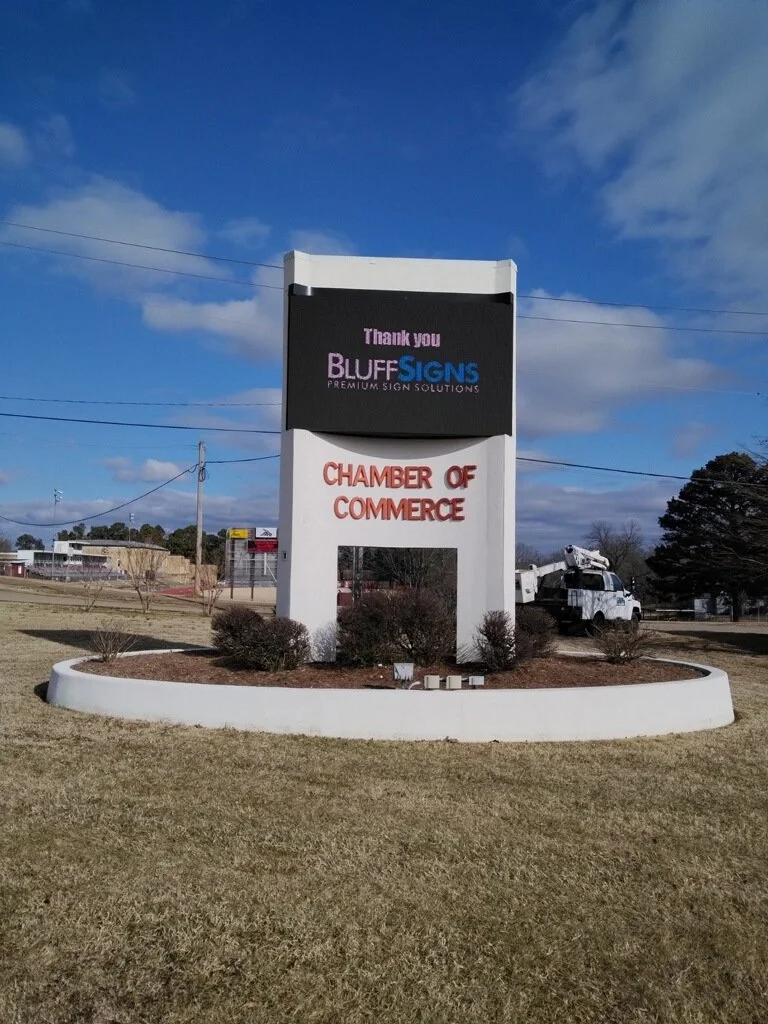 Thank you
BLUFFSIGNS
PREMIUM SIGN SOLUTIONS
CHAMBER OF
COMMERCE